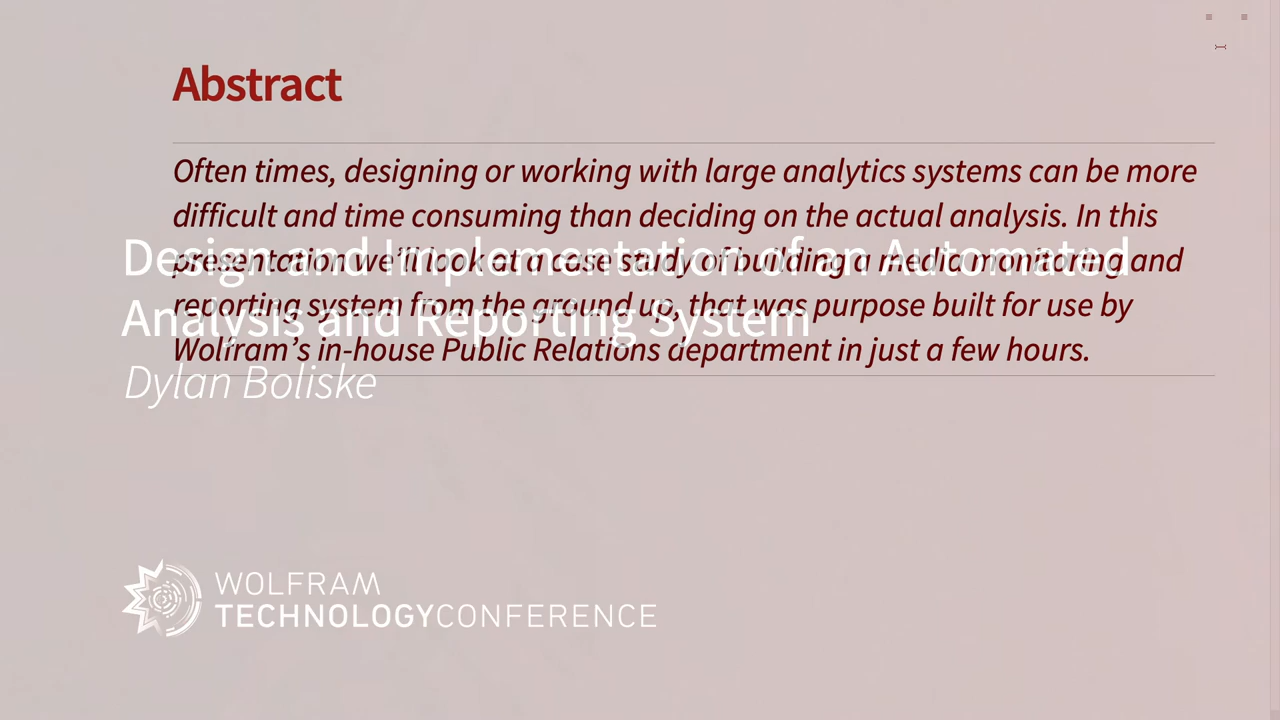 Abstract
Often times, designing or working with large analytics systems can be more
difficult and time consuming than deciding on the actual analysis. In this
presentation we'll look at a case study of building a media monitoring and
reporting system from the ground up, that was purpose built for use by
Wolfram's in-house Public Relations department in just a few hours.
Design and Implementation of an Automated
Analysis and Reporting System
Dylan Boliske
WOLFRAM
TECHNOLOGYCONFERENCE